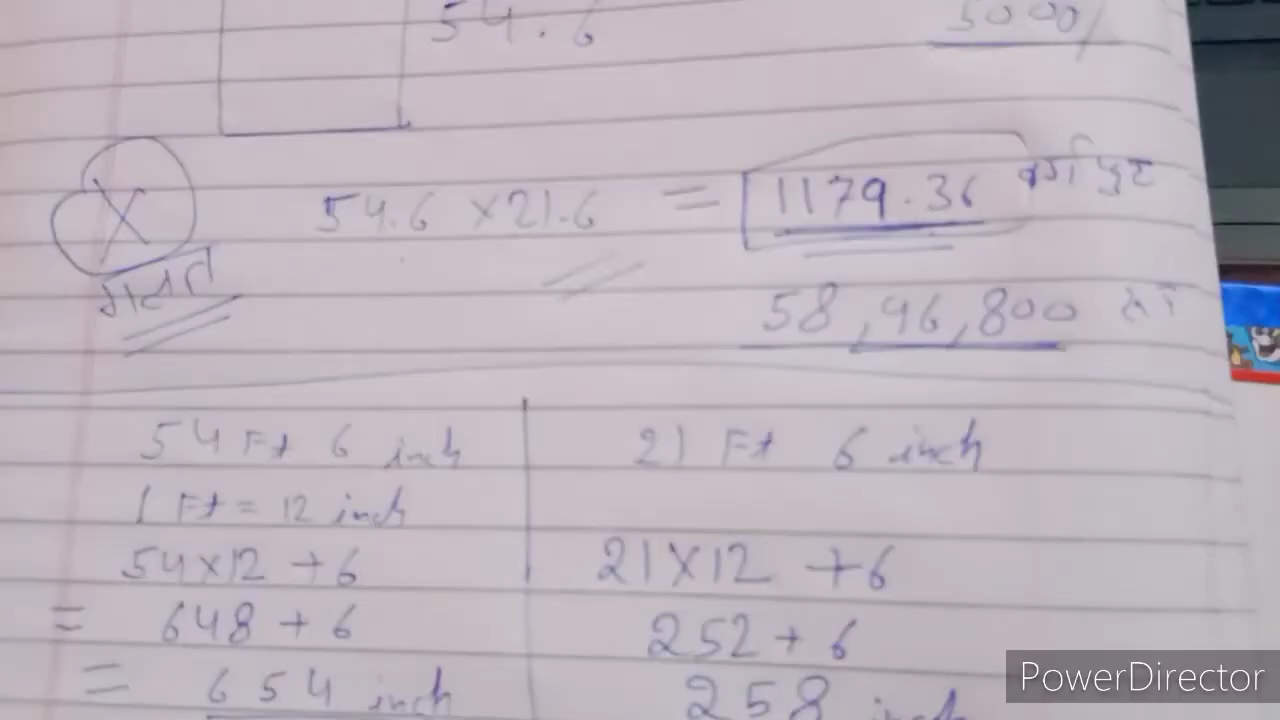 54.6
5000/
54.6 × 21.6 = 1179.36 वर्ग फुट
गलत
58,96,800
54 Ft 6 inch
1 Ft = 12 inch
54×12 + 6
= 648 + 6
= 654 inch
21 Ft 6 inch
21×12 + 6
252 + 6
258 inch
PowerDirector